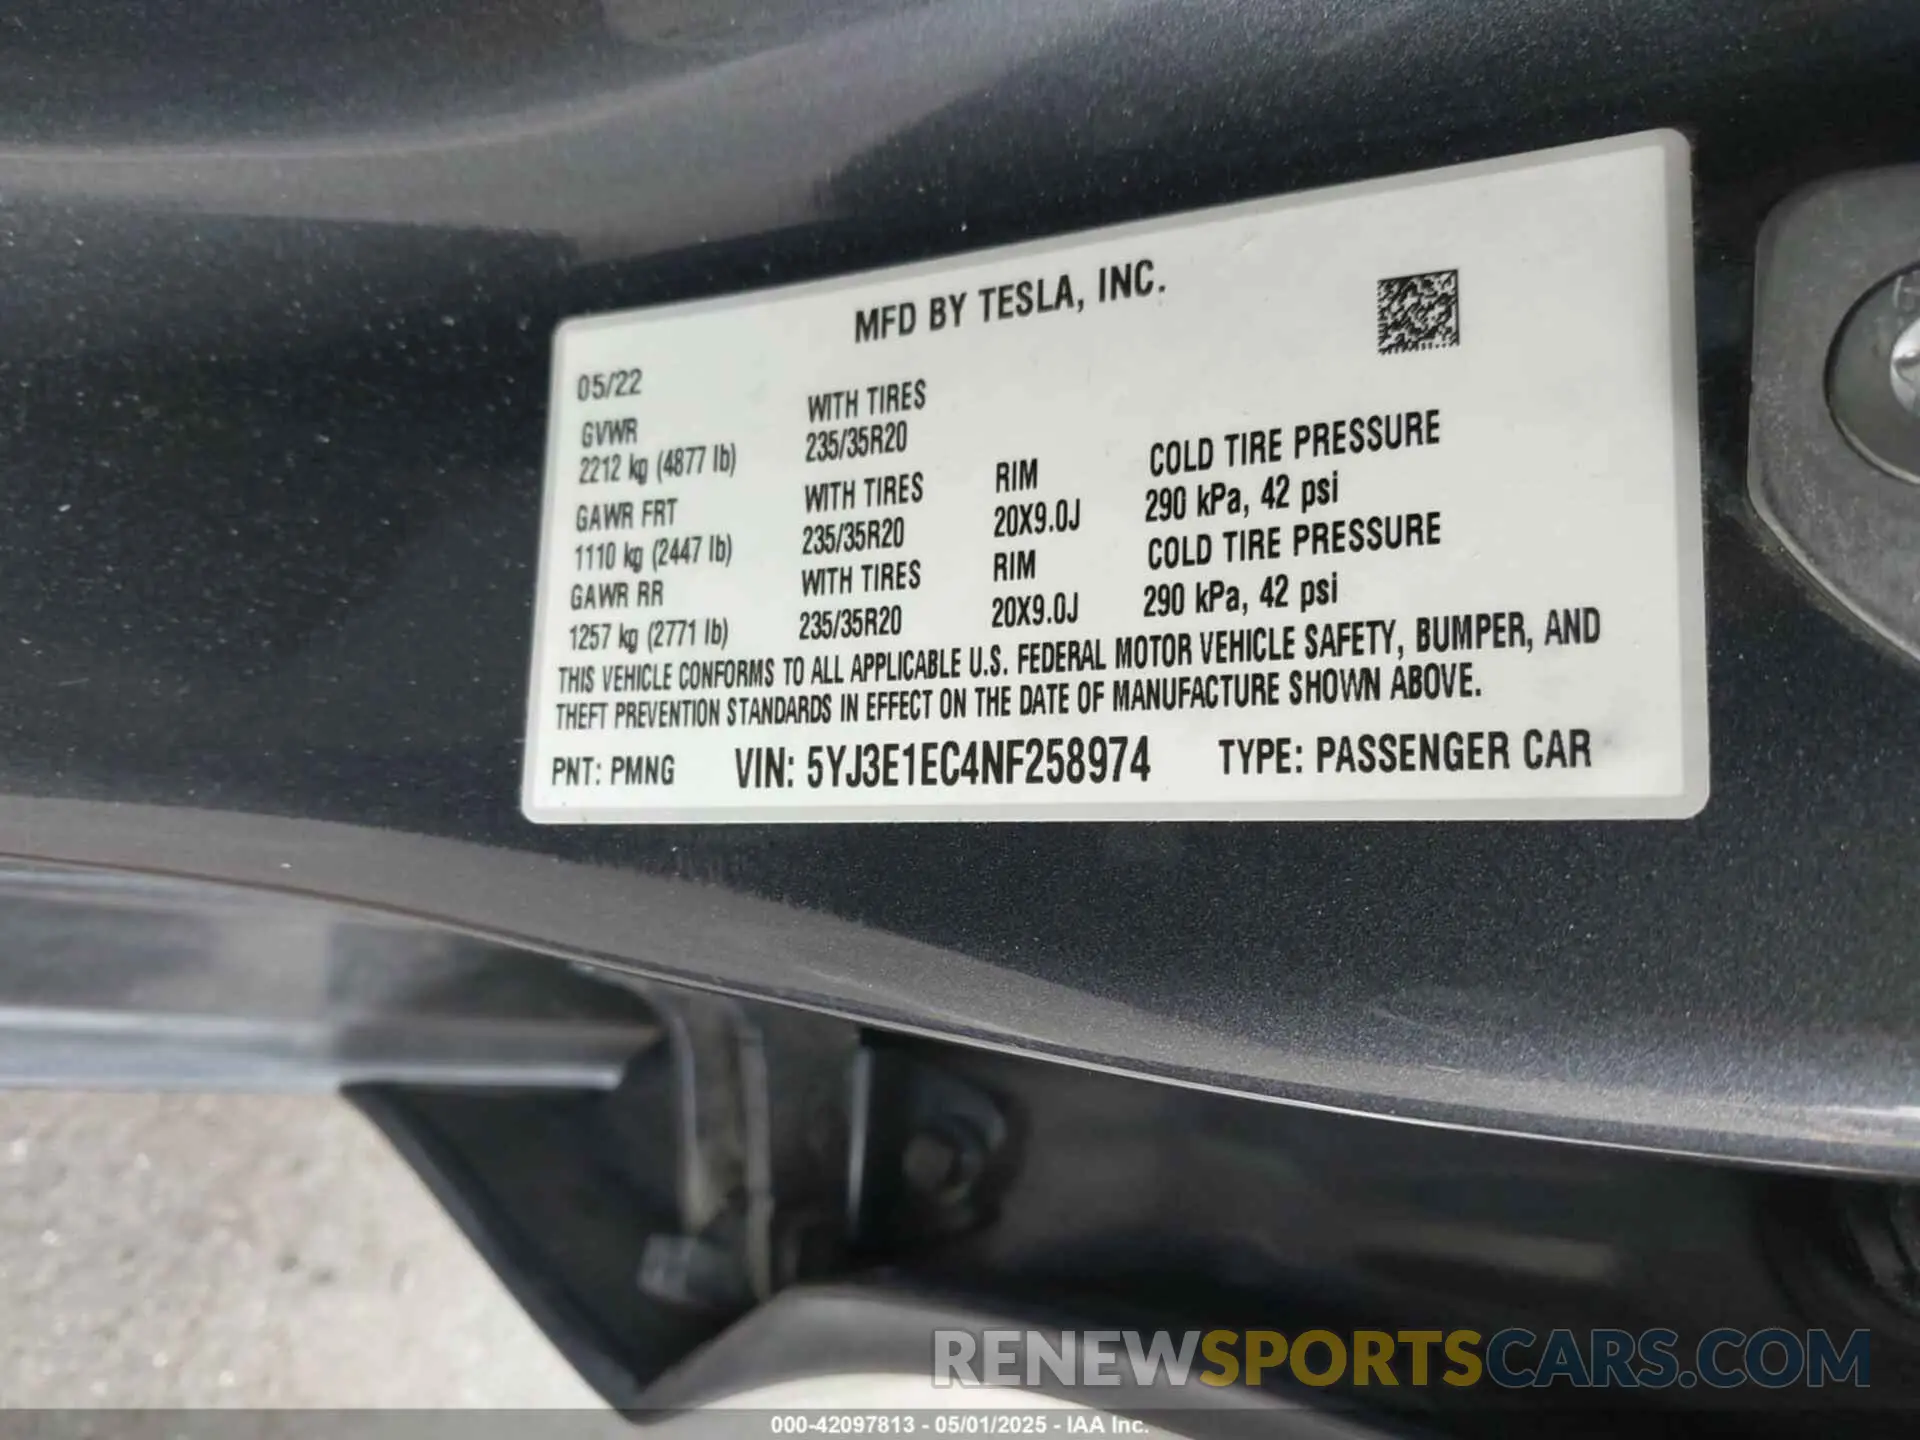 MFD BY TESLA, INC.
05/22
GVWR WITH TIRES
2212 kg (4877 lb) 235/35R20
GAWR FRT WITH TIRES RIM COLD TIRE PRESSURE
1110 kg (2447 lb) 235/35R20 20X9.0J 290 kPa, 42 psi
GAWR RR WITH TIRES RIM COLD TIRE PRESSURE
1257 kg (2771 lb) 235/35R20 20X9.0J 290 kPa, 42 psi
THIS VEHICLE CONFORMS TO ALL APPLICABLE U.S. FEDERAL MOTOR VEHICLE SAFETY, BUMPER, AND
THEFT PREVENTION STANDARDS IN EFFECT ON THE DATE OF MANUFACTURE SHOWN ABOVE.
PNT: PMNG VIN: 5YJ3E1EC4NF258974 TYPE: PASSENGER CAR
RENEWSPORTSCARS.COM
000-42097813 - 05/01/2025 - IAA Inc.